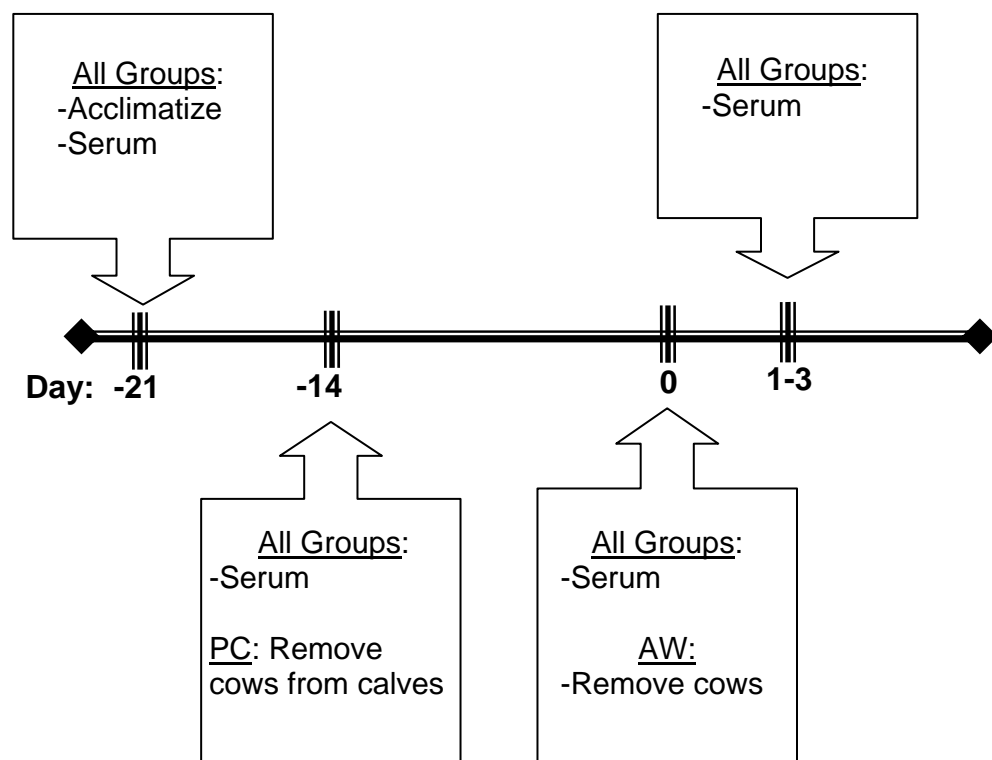 All Groups:
-Acclimatize
-Serum
All Groups:
-Serum
Day: -21 -14 0 1-3
All Groups:
-Serum
PC: Remove
cows from calves
All Groups:
-Serum
AW:
-Remove cows